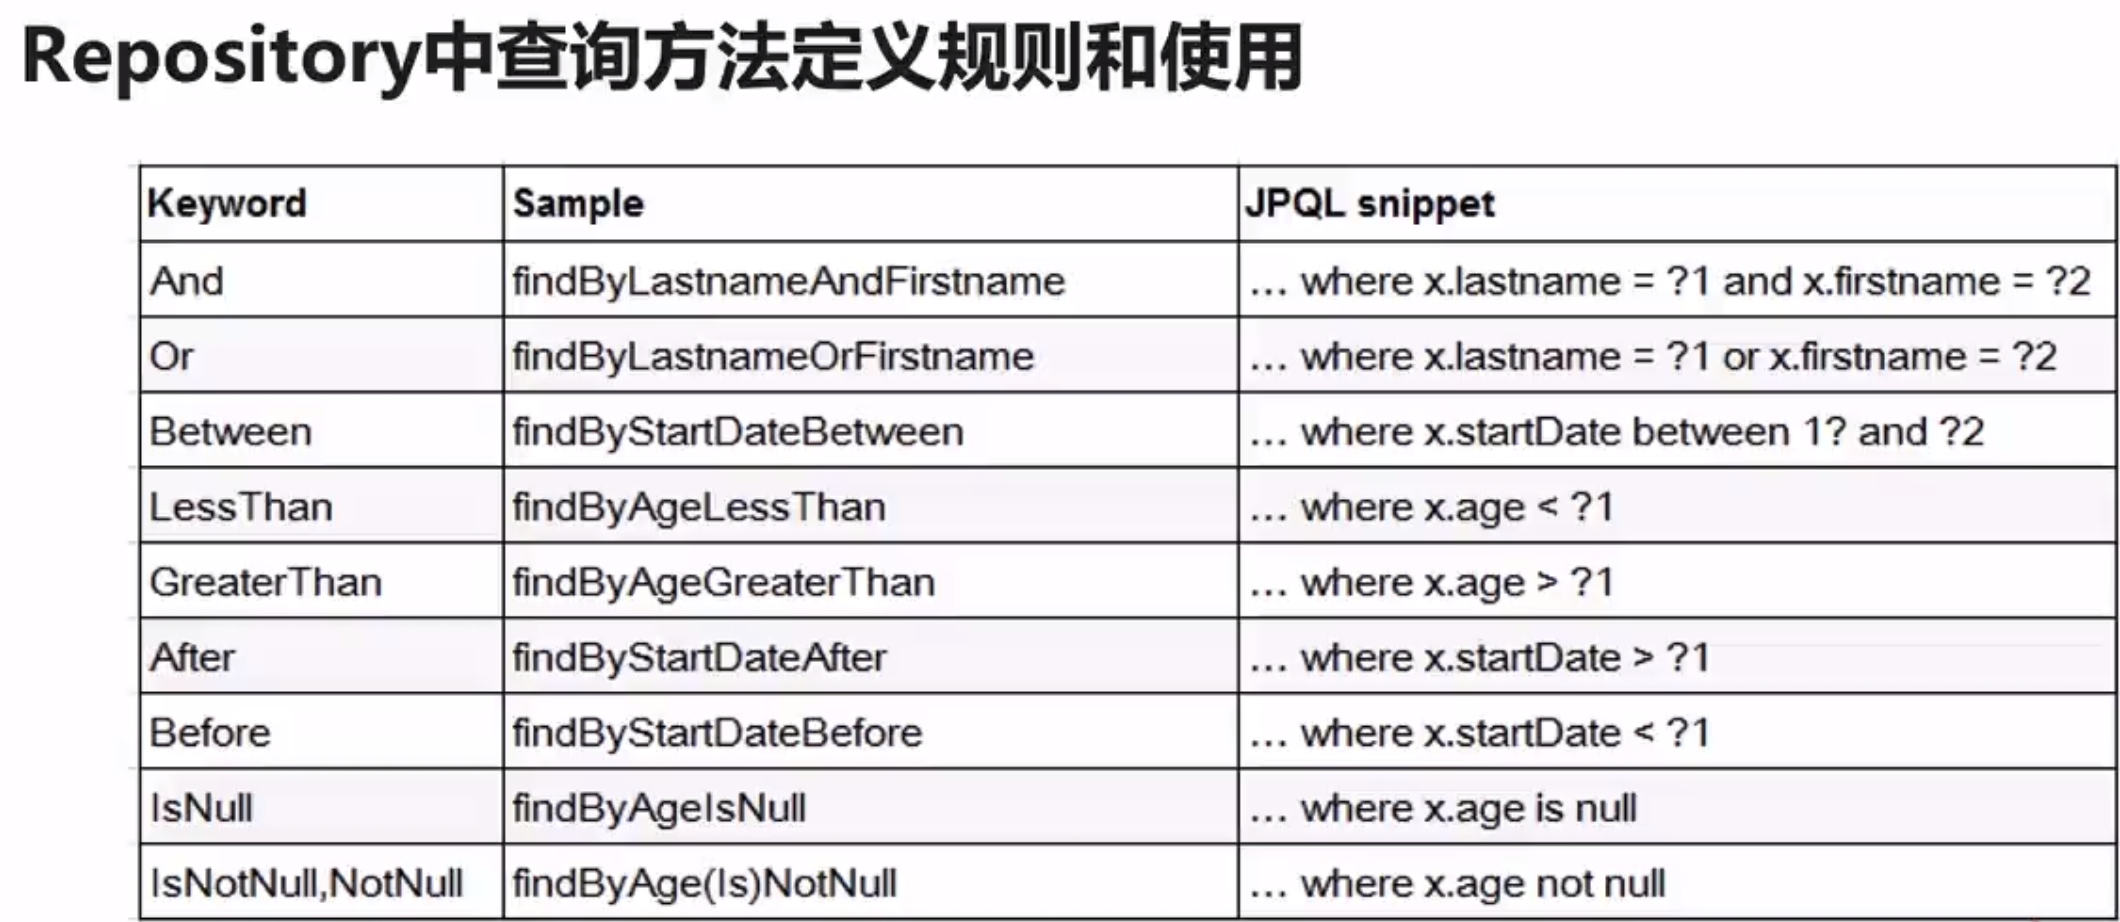 Repository中查询方法定义规则和使用
Keyword Sample JPQL snippet
And findByLastnameAndFirstname ... where x.lastname = ?1 and x.firstname = ?2
Or findByLastnameOrFirstname ... where x.lastname = ?1 or x.firstname = ?2
Between findByStartDateBetween ... where x.startDate between 1? and ?2
LessThan findByAgeLessThan ... where x.age < ?1
GreaterThan findByAgeGreaterThan ... where x.age > ?1
After findByStartDateAfter ... where x.startDate > ?1
Before findByStartDateBefore ... where x.startDate < ?1
IsNull findByAgeIsNull ... where x.age is null
IsNotNull,NotNull findByAge(Is)NotNull ... where x.age not null